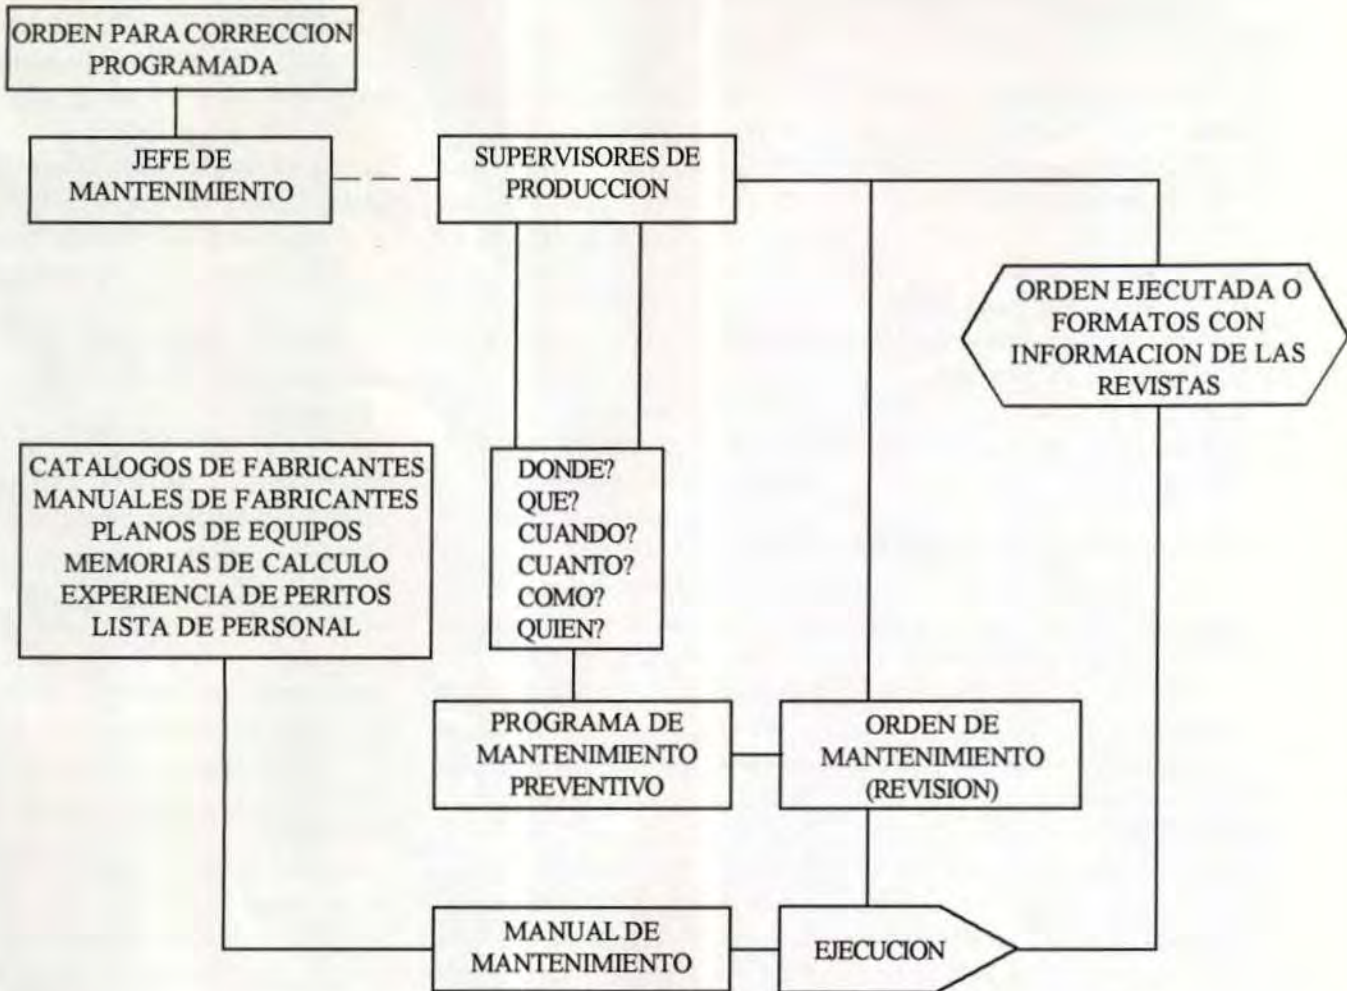 ORDEN PARA CORRECCION
PROGRAMADA
JEFE DE
MANTENIMIENTO
SUPERVISORES DE
PRODUCCION
ORDEN EJECUTADA O
FORMATOS CON
INFORMACION DE LAS
REVISTAS
CATALOGOS DE FABRICANTES
MANUALES DE FABRICANTES
PLANOS DE EQUIPOS
MEMORIAS DE CALCULO
EXPERIENCIA DE PERITOS
LISTA DE PERSONAL
DONDE?
QUE?
CUANDO?
CUANTO?
COMO?
QUIEN?
PROGRAMA DE
MANTENIMIENTO
PREVENTIVO
ORDEN DE
MANTENIMIENTO
(REVISION)
MANUAL DE
MANTENIMIENTO
EJECUCION